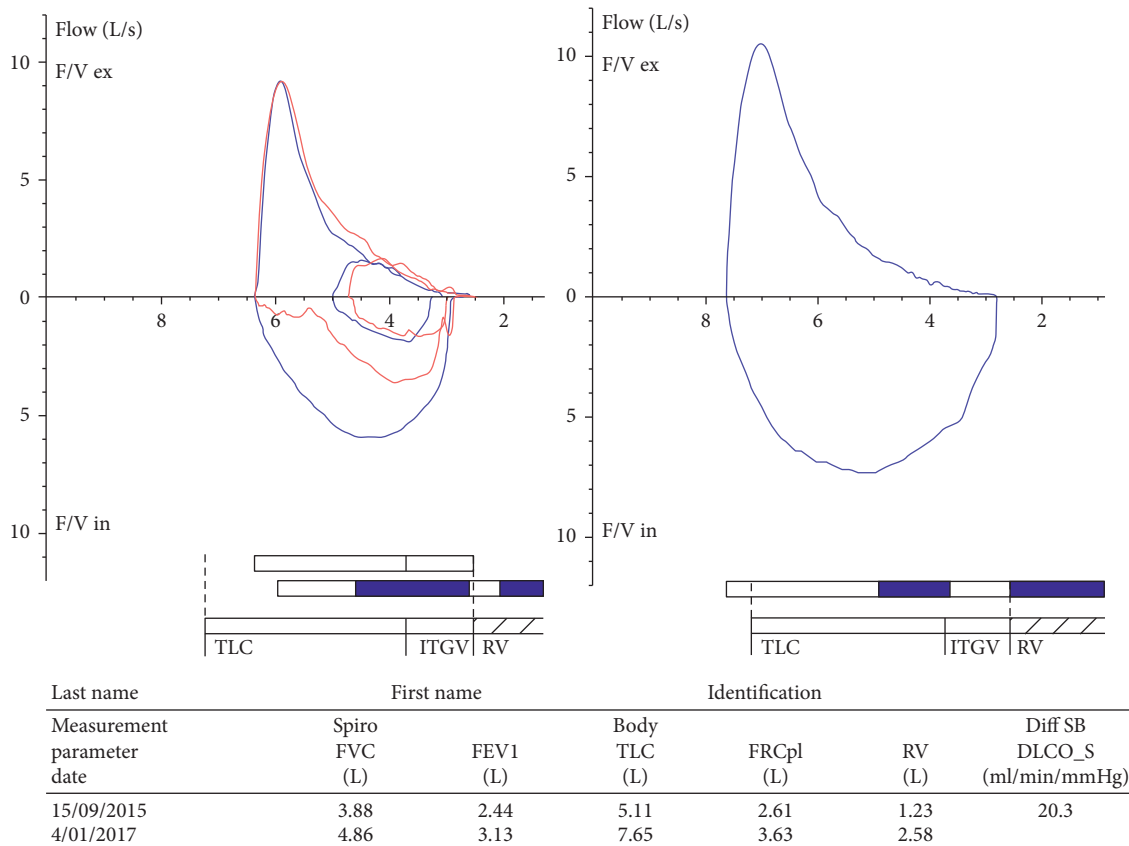 Flow (L/s)
F/V ex
10
5
0
8 6 4 2
5
10
F/V in
TLC ITGV RV
Flow (L/s)
F/V ex
10
5
0
8 6 4 2
5
10
F/V in
TLC ITGV RV
Last name First name Identification
Measurement Spiro Body Diff SB
parameter FVC FEV1 TLC FRCpl RV DLCO_S
date (L) (L) (L) (L) (L) (ml/min/mmHg)
15/09/2015 3.88 2.44 5.11 2.61 1.23 20.3
4/01/2017 4.86 3.13 7.65 3.63 2.58